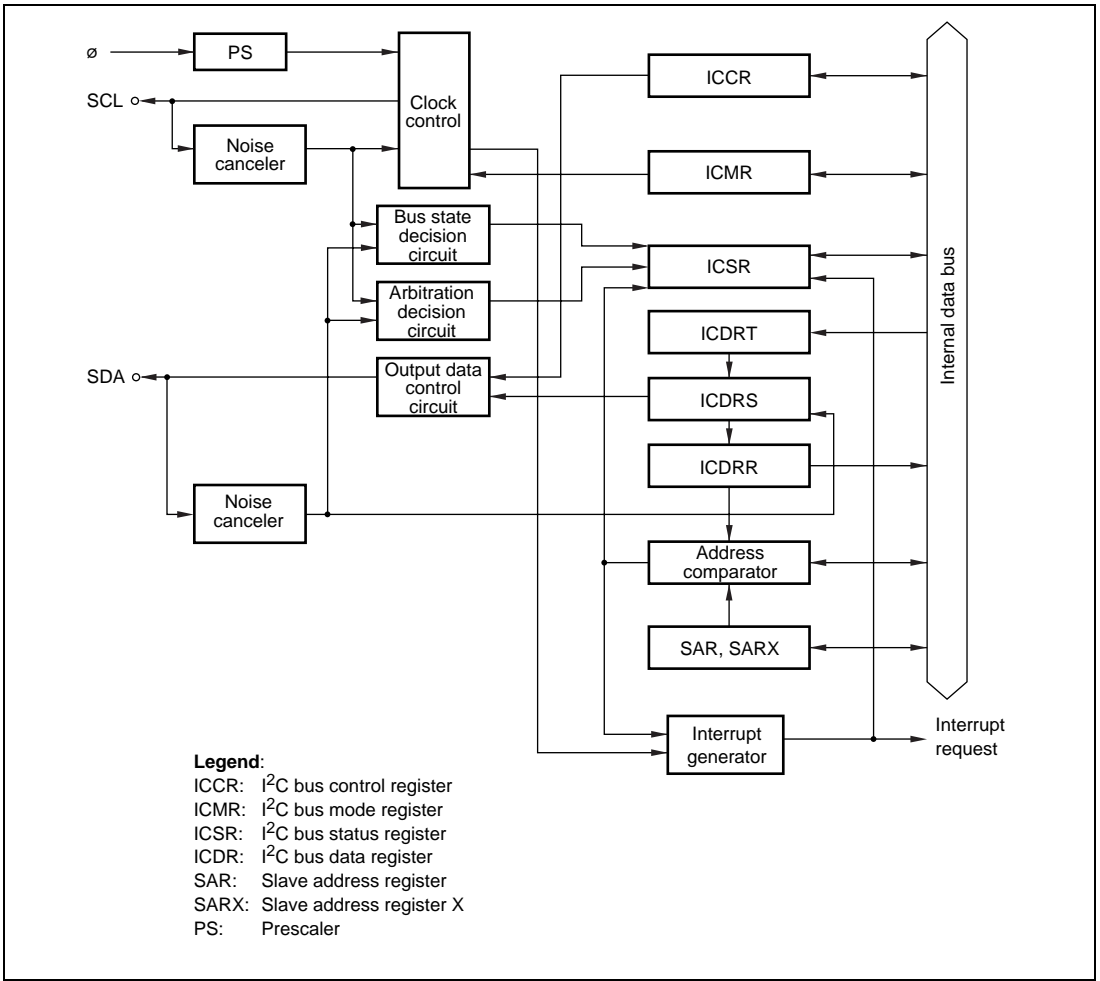 ø
PS
SCL
Clock
control
Noise
canceler
ICCR
ICMR
Bus state
decision
circuit
ICSR
Arbitration
decision
circuit
ICDRT
SDA
Output data
control
circuit
ICDRS
ICDRR
Noise
canceler
Address
comparator
SAR, SARX
Internal data bus
Interrupt
generator
Interrupt
request
Legend:
ICCR: I²C bus control register
ICMR: I²C bus mode register
ICSR: I²C bus status register
ICDR: I²C bus data register
SAR: Slave address register
SARX: Slave address register X
PS: Prescaler